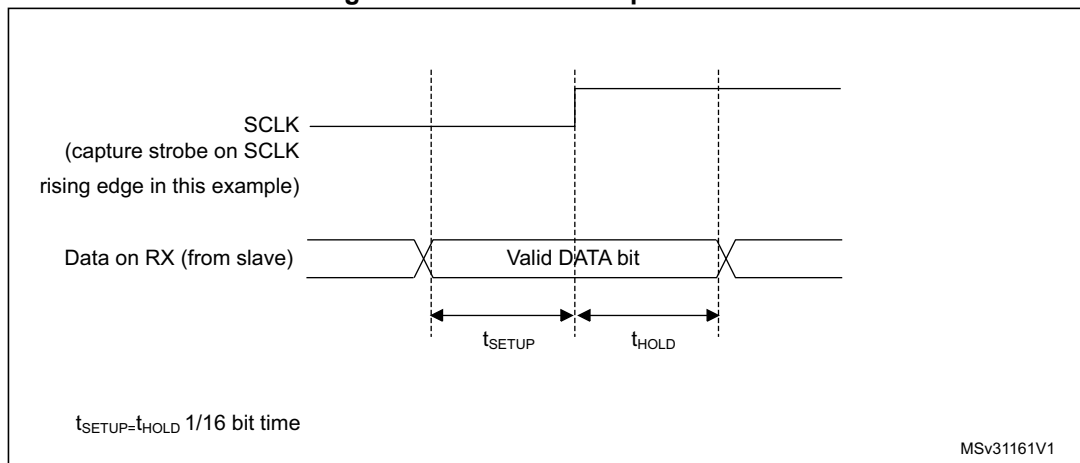 SCLK
(capture strobe on SCLK
rising edge in this example)
Data on RX (from slave)
Valid DATA bit
tSETUP
tHOLD
tSETUP=tHOLD 1/16 bit time
MSv31161V1